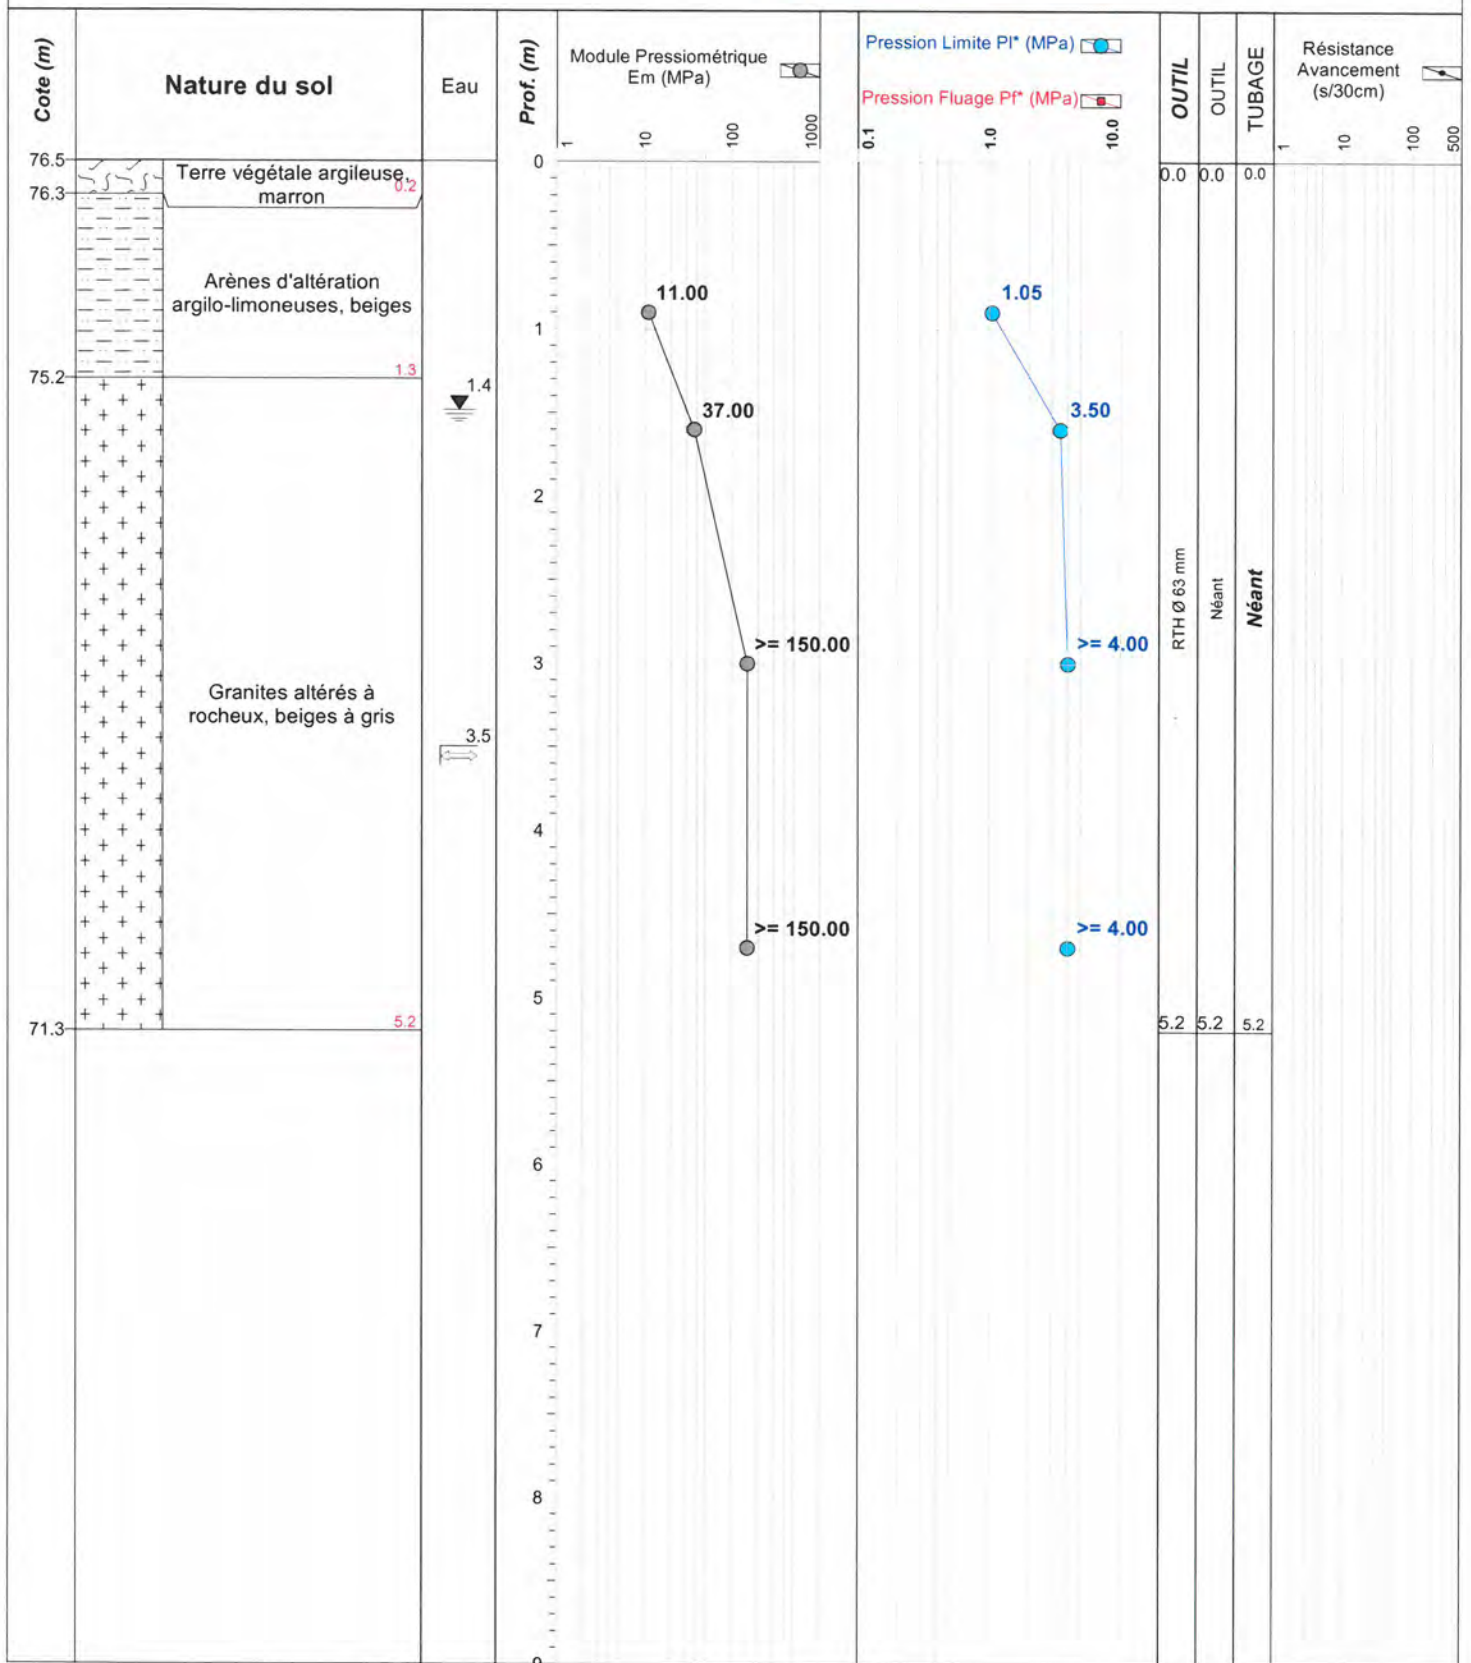 Cote (m)
Nature du sol
Eau
Prof. (m)
Module Pressiométrique
Em (MPa)
1
10
100
1000
Pression Limite Pl* (MPa)
Pression Fluage Pf* (MPa)
0.1
1.0
10.0
OUTIL
OUTIL
TUBAGE
Résistance
Avancement
(s/30cm)
1
10
100
500
76.5
Terre végétale argileuse,
marron
0.2
76.3
0
0.0
0.0
0.0
Arènes d'altération
argilo-limoneuses, beiges
11.00
1.05
1
75.2
1.3
1.4
37.00
3.50
2
RTH Ø 63 mm
Néant
Néant
>= 150.00
>= 4.00
3
Granites altérés à
rocheux, beiges à gris
3.5
4
>= 150.00
>= 4.00
5
71.3
5.2
5.2
5.2
5.2
6
7
8
9